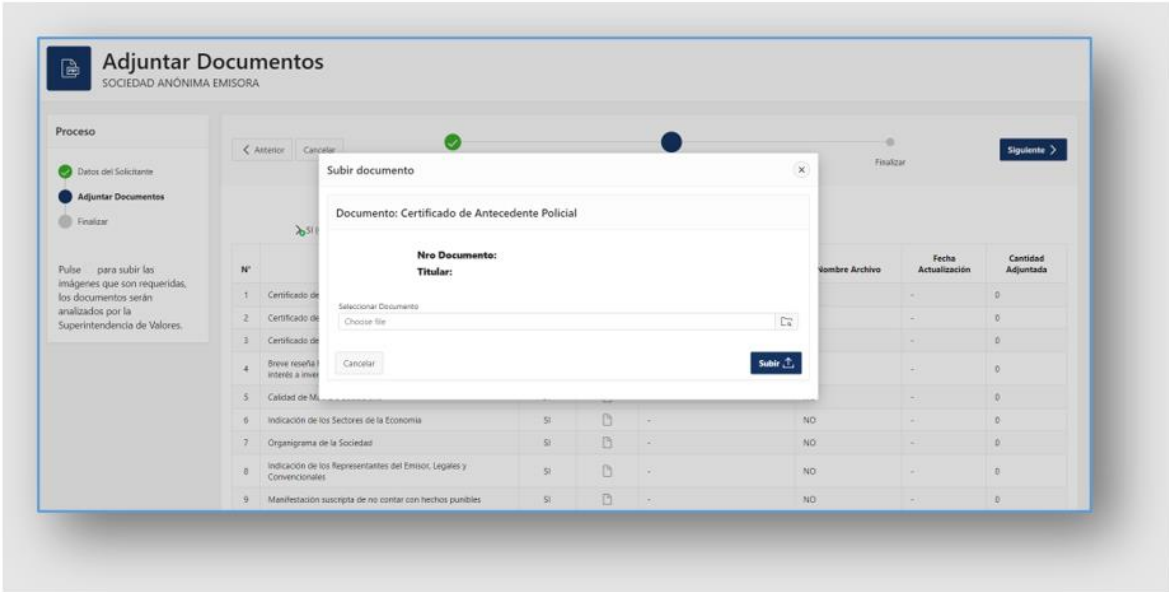 Adjuntar Documentos
SOCIEDAD ANÓNIMA EMISORA
Proceso
Datos del Solicitante
Adjuntar Documentos
Finalizar
Pulse para subir las
imágenes que son requeridas,
los documentos serán
analizados por la
Superintendencia de Valores.
Anterior Cancelar
Finalizar
Siguiente
Subir documento
Documento: Certificado de Antecedente Policial
Nro Documento:
Titular:
Seleccionar Documento
Choose file
Cancelar
Subir
SI
N° Nombre Archivo Fecha Actualización Cantidad Adjuntada
1 Certificado de - 0
2 Certificado de - 0
3 Certificado de - 0
4 Breve reseña - 0
interés a inver
5 Calidad de SI - NO - 0
6 Indicación de los Sectores de la Economia SI - NO - 0
7 Organigrama de la Sociedad SI - NO - 0
8 Indicación de los Representantes del Emisor, Legales y SI - NO - 0
Convencionales
9 Manifestación suscripta de no contar con hechos punibles SI - NO - 0